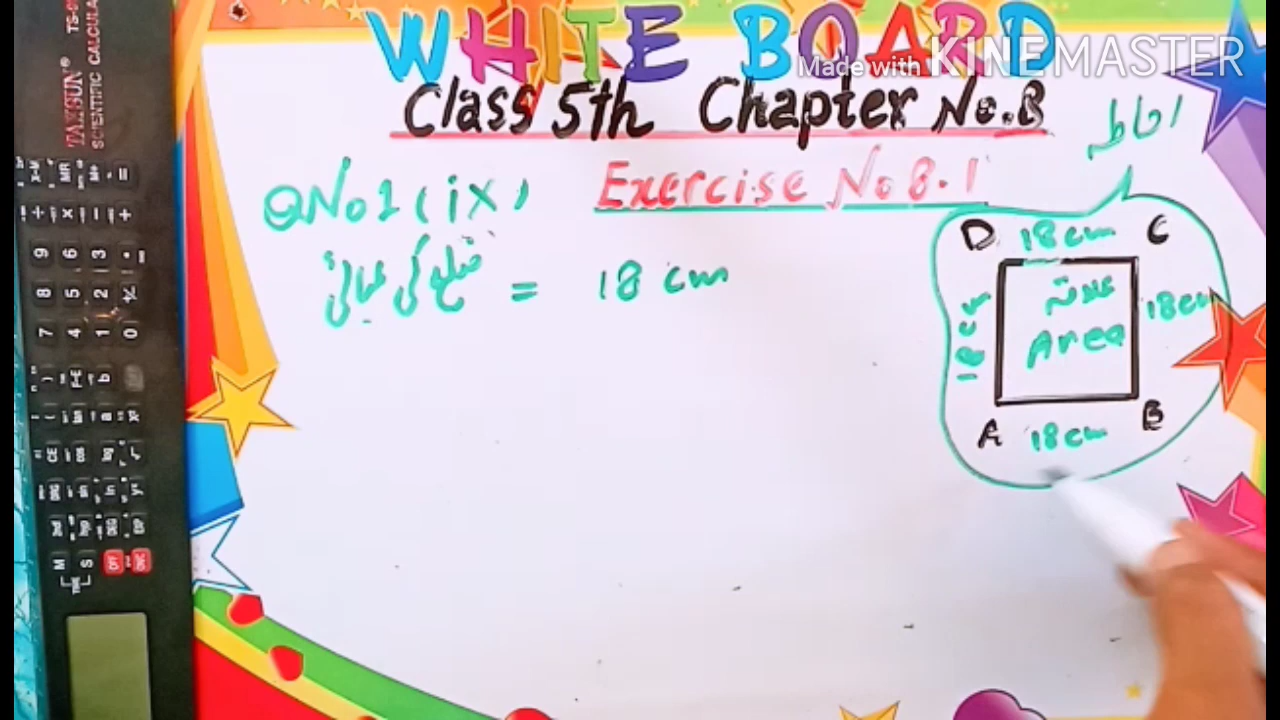 WHITE BOARD
Made with KINEMASTER
Class 5th Chapter No.8
Exercise No 8.1
احاطہ
QNo1(ix)
ضلع کی لمبائی = 18 cm
D 18cm C
18cm علاقہ 18cm
Area
A 18cm B
TAKSUN®
SCIENTIFIC CALCULA